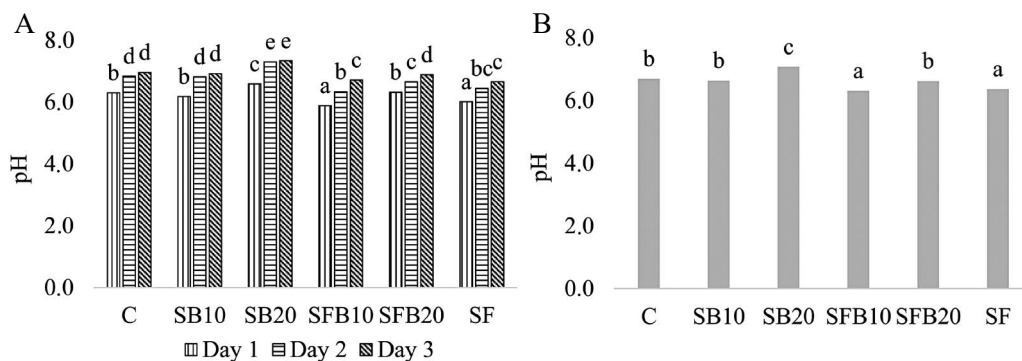 A
8.0
6.0
4.0
2.0
0.0
pH
b d d
b d d
c e e
a b c
b c d
a bc c
C SB10 SB20 SFB10 SFB20 SF
Day 1 Day 2 Day 3
B
8.0
6.0
4.0
2.0
0.0
pH
b b c a b a
C SB10 SB20 SFB10 SFB20 SF